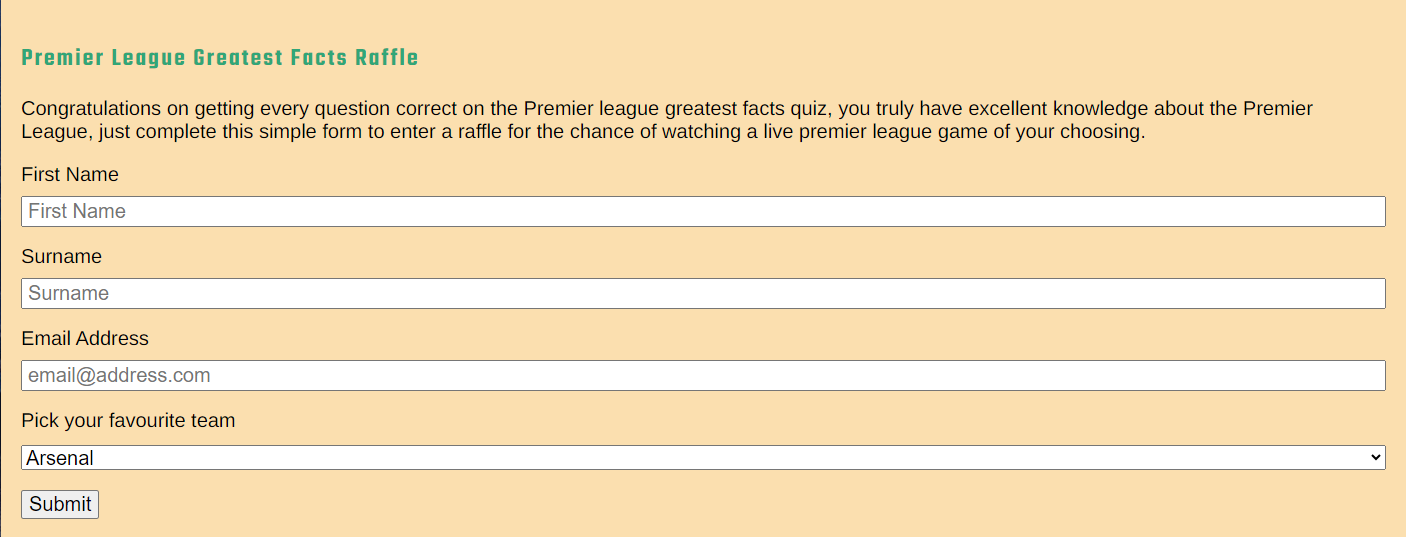 Premier League Greatest Facts Raffle
Congratulations on getting every question correct on the Premier league greatest facts quiz, you truly have excellent knowledge about the Premier
League, just complete this simple form to enter a raffle for the chance of watching a live premier league game of your choosing.
First Name
First Name
Surname
Surname
Email Address
email@address.com
Pick your favourite team
Arsenal
Submit